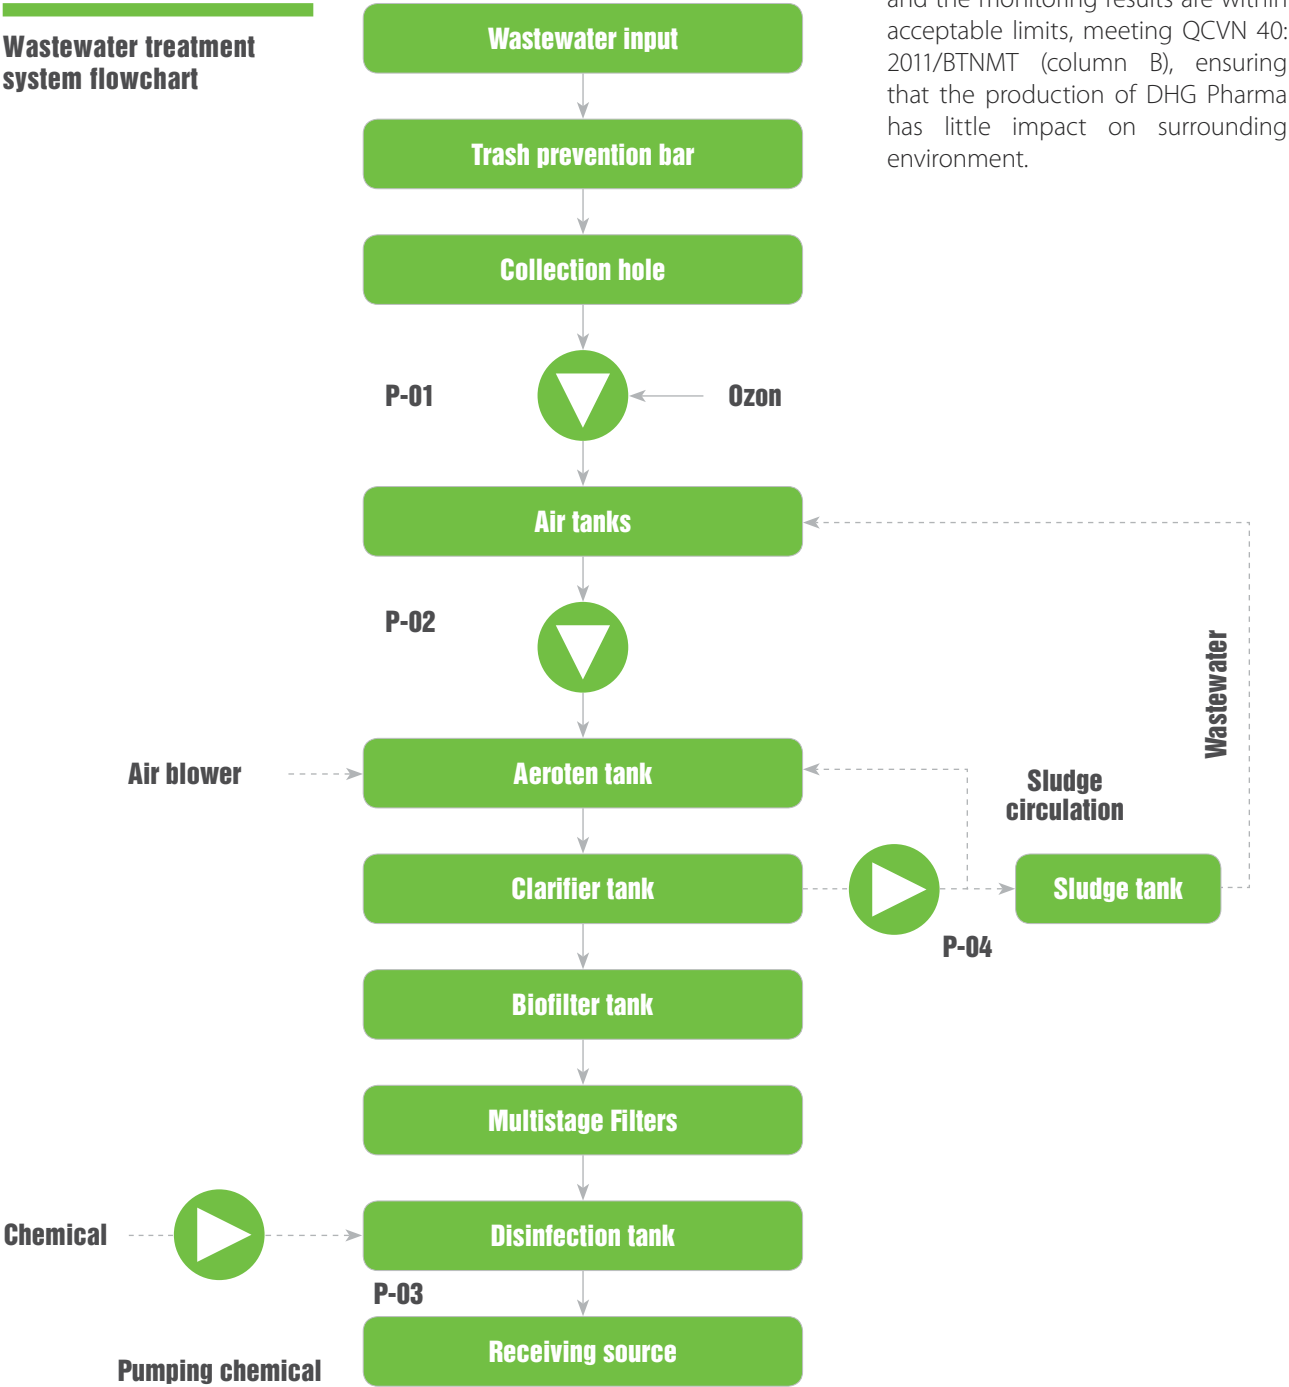 Wastewater treatment
system flowchart
Wastewater input
Trash prevention bar
Collection hole
P-01
Ozon
Air tanks
P-02
Wastewater
Air blower
Aeroten tank
Sludge
circulation
Clarifier tank
Sludge tank
P-04
Biofilter tank
Multistage Filters
Chemical
Disinfection tank
P-03
Receiving source
Pumping chemical
and the monitoring results are within
acceptable limits, meeting QCVN 40:
2011/BTNMT (column B), ensuring
that the production of DHG Pharma
has little impact on surrounding
environment.